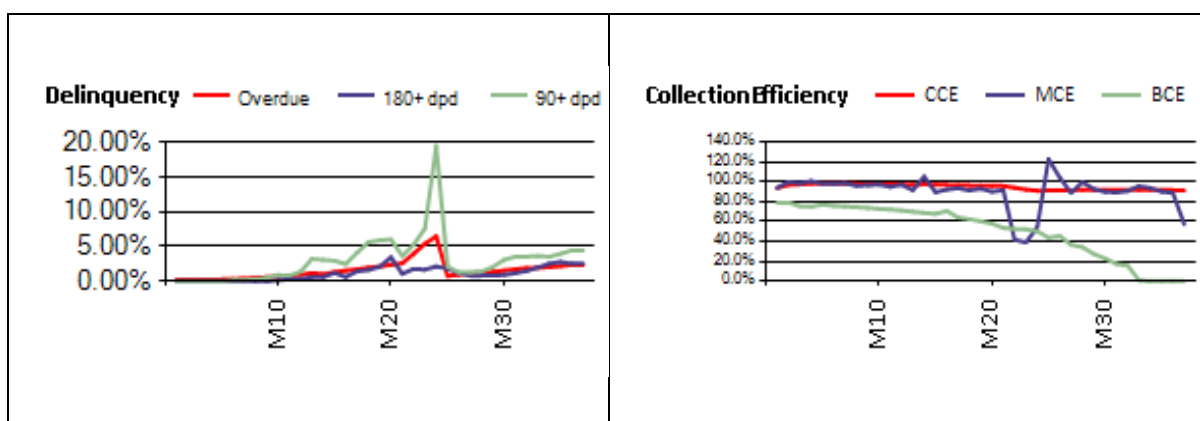 Delinquency Overdue 180+ dpd 90+ dpd
20.00%
15.00%
10.00%
5.00%
0.00%
M10
M20
M30
Collection Efficiency CCE MCE BCE
140.0%
120.0%
100.0%
80.0%
60.0%
40.0%
20.0%
0.0%
M10
M20
M30